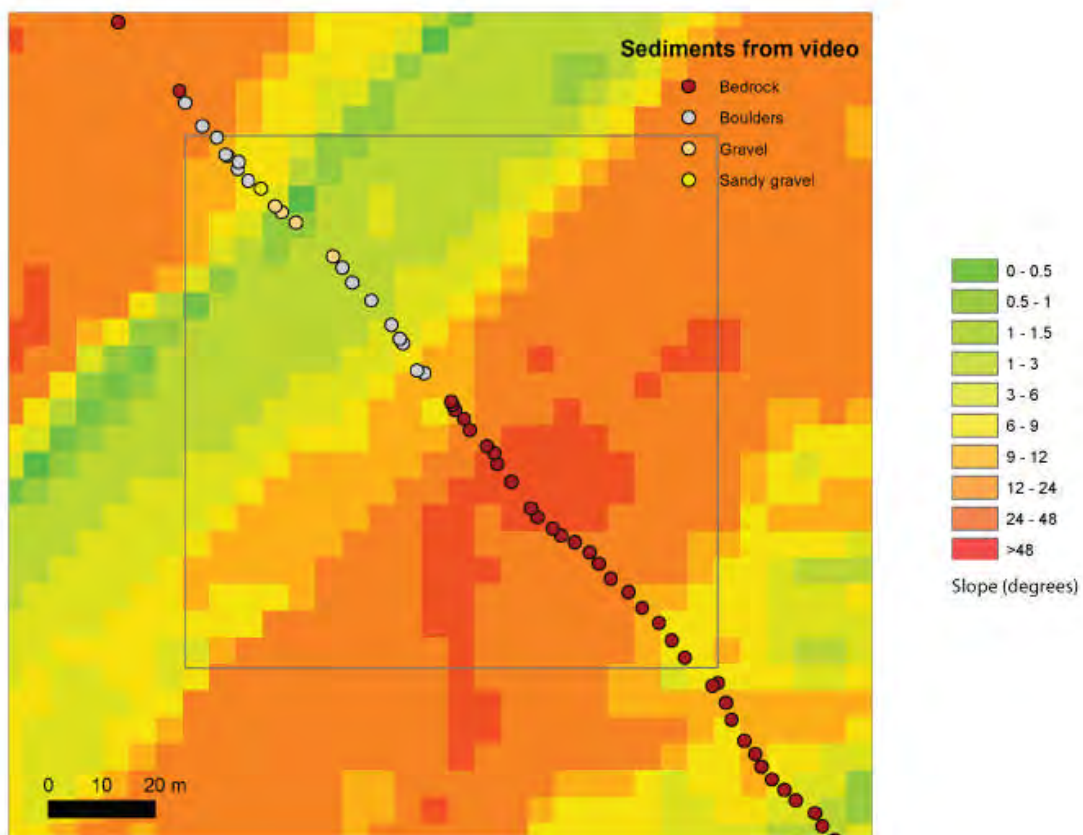 Sediments from video
Bedrock
Boulders
Gravel
Sandy gravel
0 - 0.5
0.5 - 1
1 - 1.5
1 - 3
3 - 6
6 - 9
9 - 12
12 - 24
24 - 48
>48
Slope (degrees)
0 10 20 m